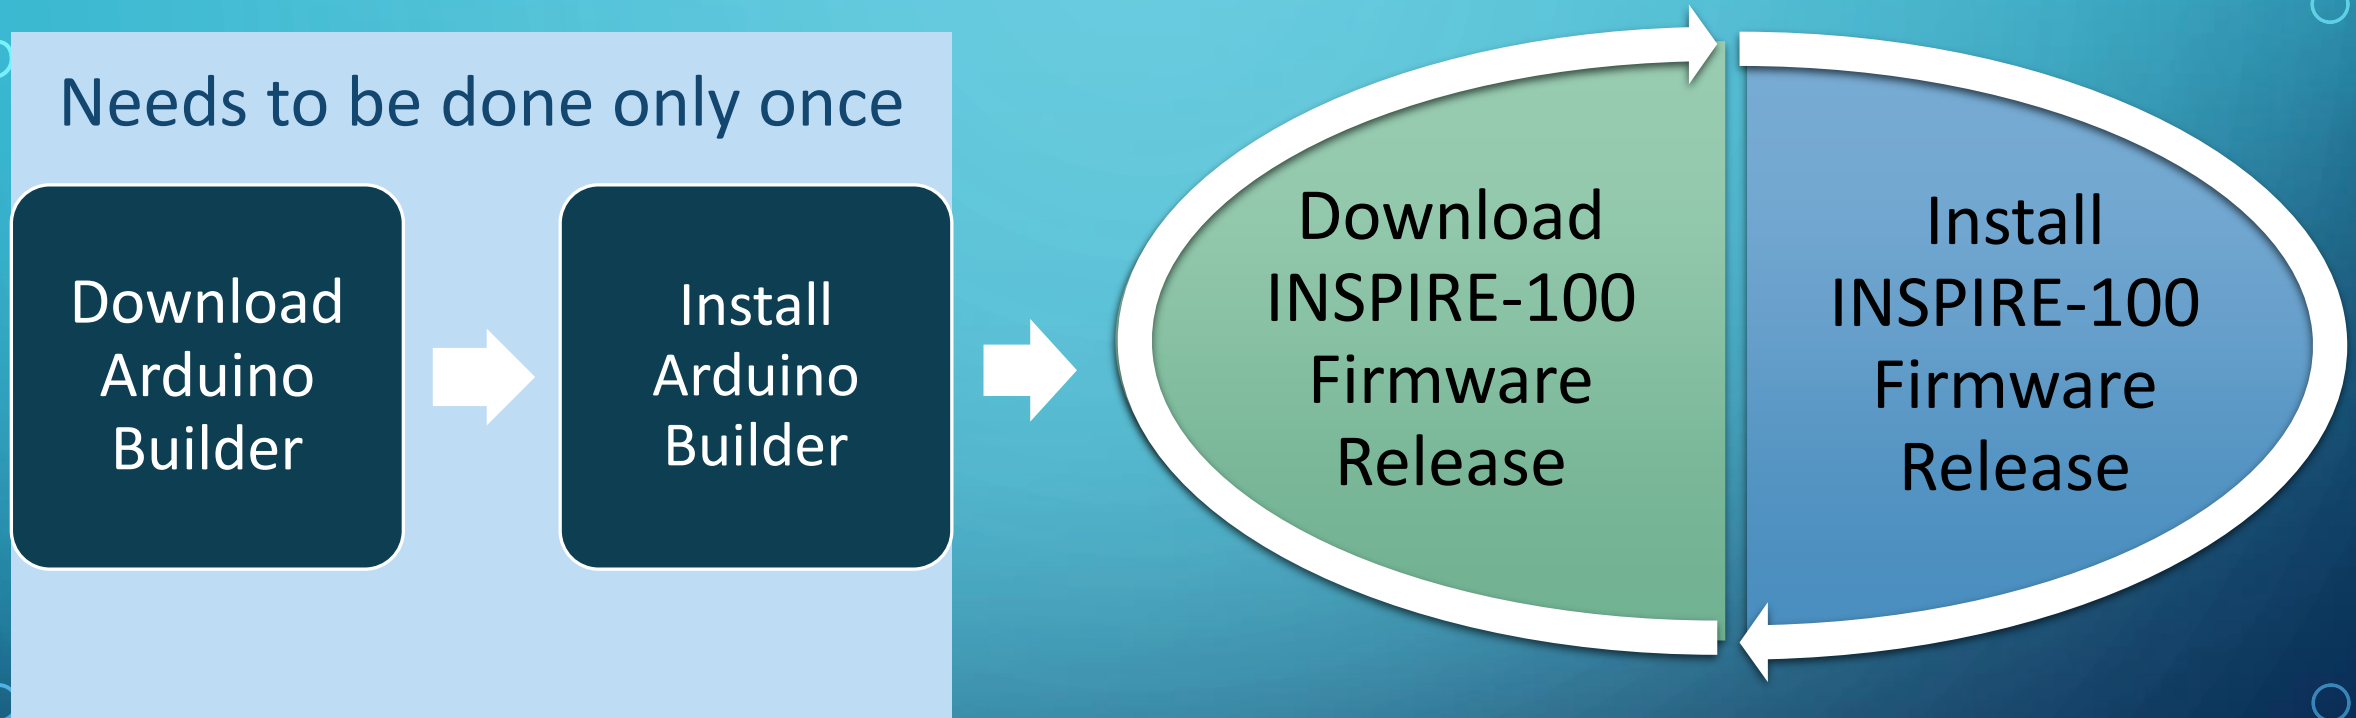 Needs to be done only once
Download
Arduino
Builder
Install
Arduino
Builder
Download
INSPIRE-100
Firmware
Release
Install
INSPIRE-100
Firmware
Release